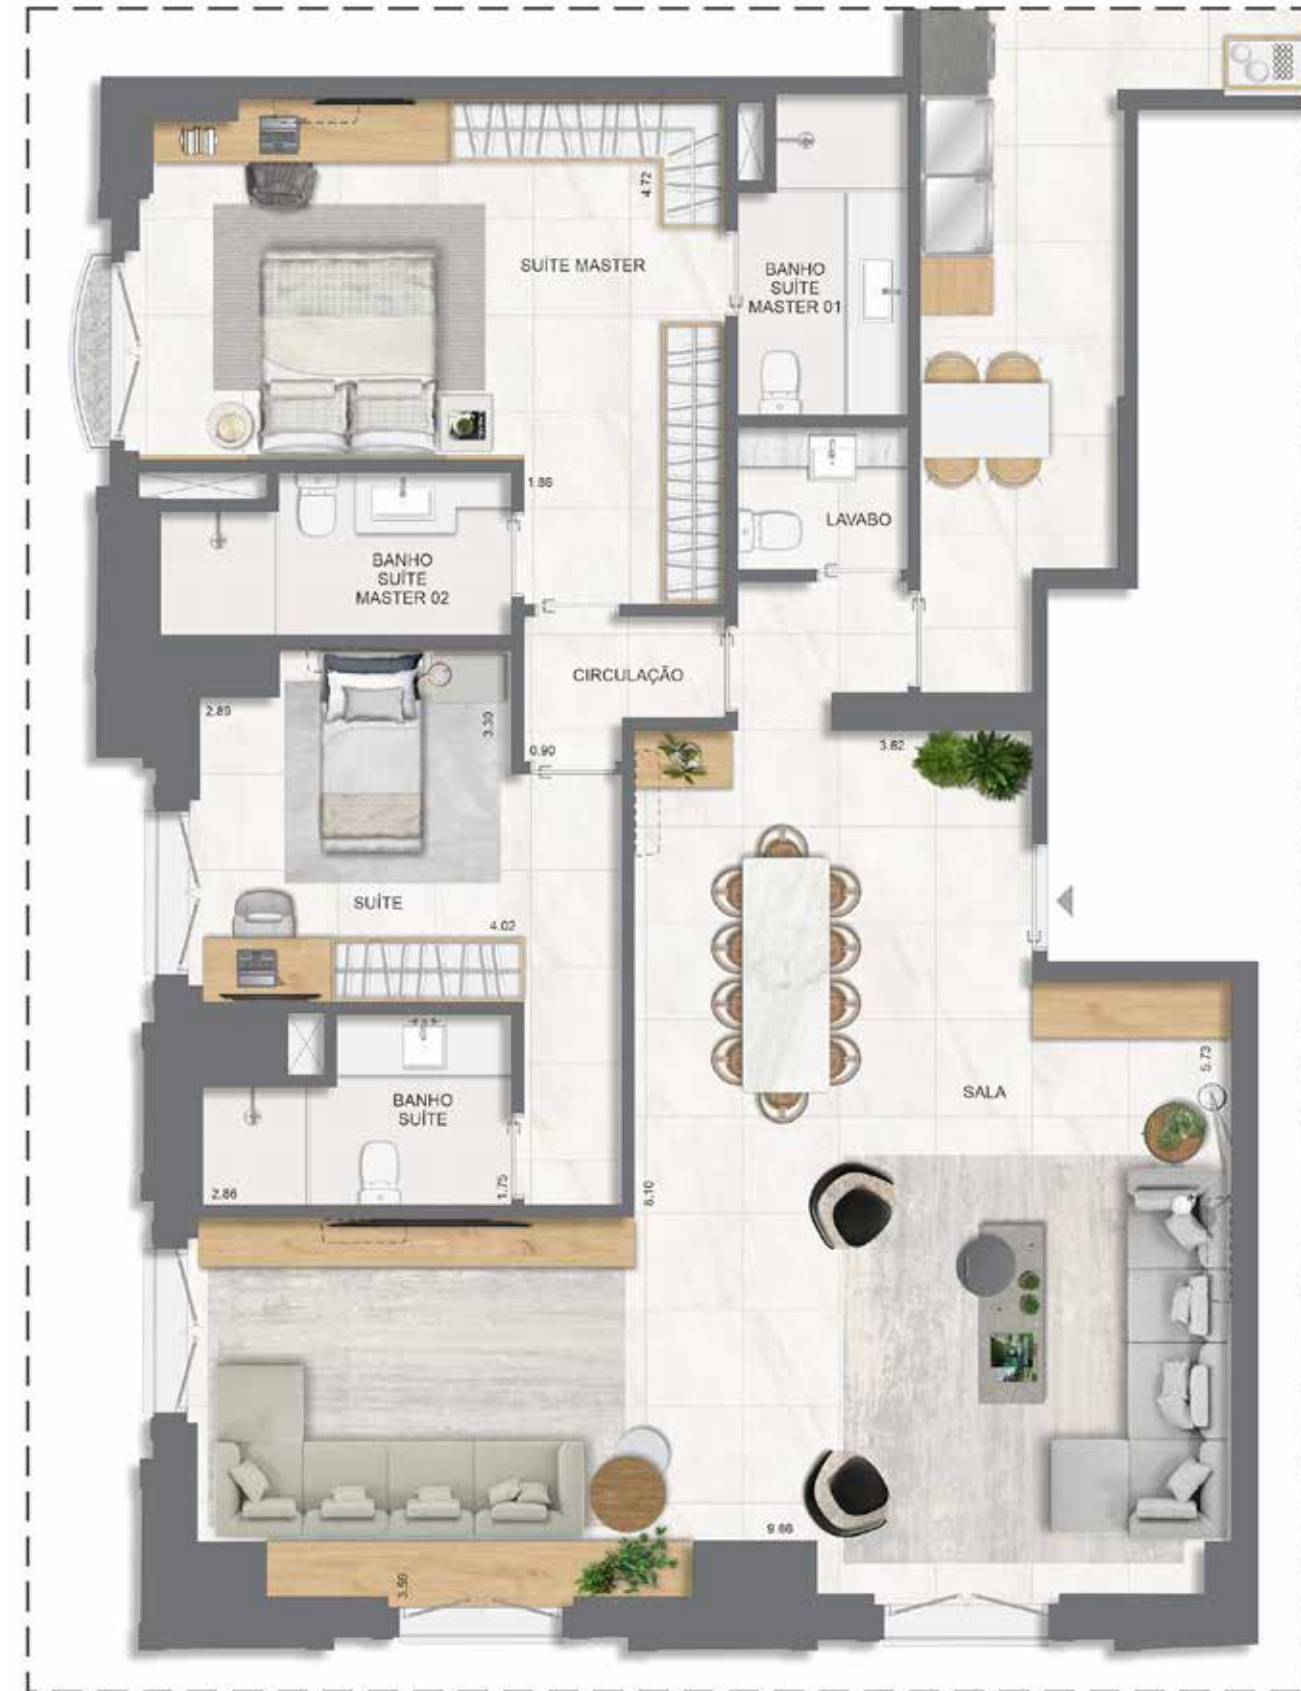 4.72
SUÍTE MASTER
BANHO
SUÍTE
MASTER 01
1.86
LAVABO
BANHO
SUÍTE
MASTER 02
CIRCULAÇÃO
2.89
3.30
0.90
3.62
SUÍTE
4.02
5.73
SALA
BANHO
SUÍTE
2.86
1.75
8.10
9.66
3.50